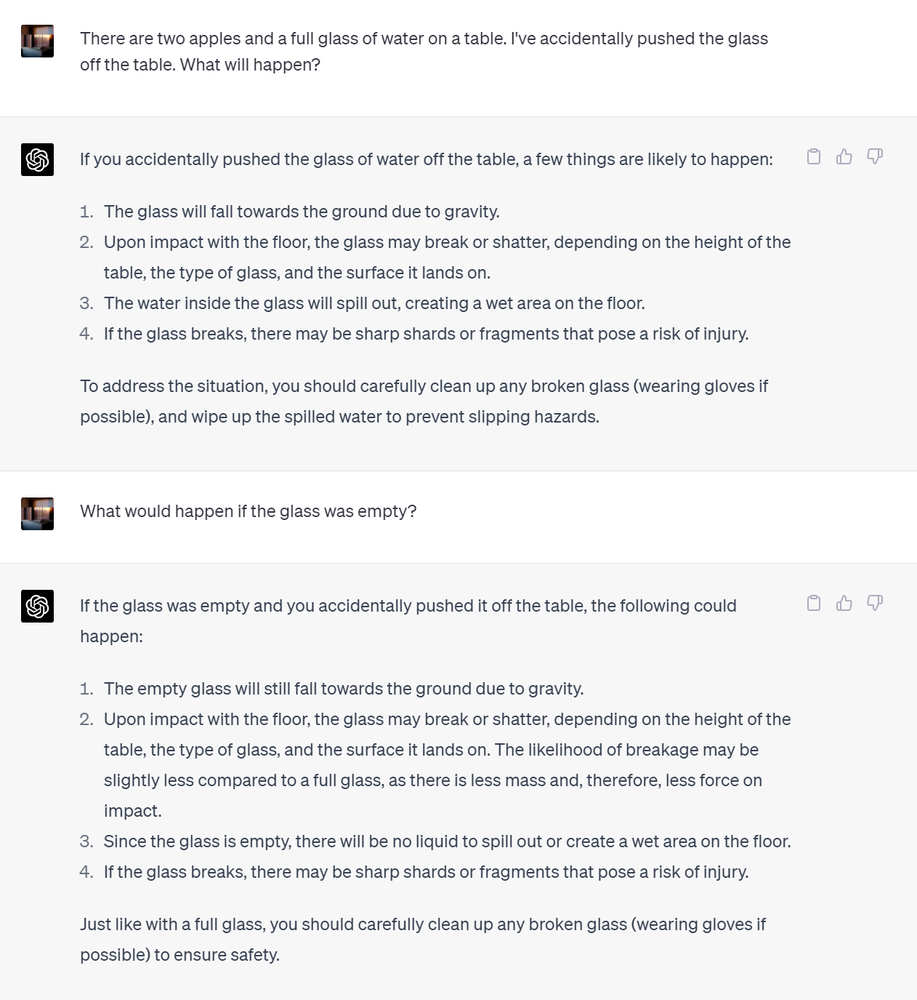 There are two apples and a full glass of water on a table. I've accidentally pushed the glass
off the table. What will happen?
If you accidentally pushed the glass of water off the table, a few things are likely to happen:
1. The glass will fall towards the ground due to gravity.
2. Upon impact with the floor, the glass may break or shatter, depending on the height of the
table, the type of glass, and the surface it lands on.
3. The water inside the glass will spill out, creating a wet area on the floor.
4. If the glass breaks, there may be sharp shards or fragments that pose a risk of injury.
To address the situation, you should carefully clean up any broken glass (wearing gloves if
possible), and wipe up the spilled water to prevent slipping hazards.
What would happen if the glass was empty?
If the glass was empty and you accidentally pushed it off the table, the following could
happen:
1. The empty glass will still fall towards the ground due to gravity.
2. Upon impact with the floor, the glass may break or shatter, depending on the height of the
table, the type of glass, and the surface it lands on. The likelihood of breakage may be
slightly less compared to a full glass, as there is less mass and, therefore, less force on
impact.
3. Since the glass is empty, there will be no liquid to spill out or create a wet area on the floor.
4. If the glass breaks, there may be sharp shards or fragments that pose a risk of injury.
Just like with a full glass, you should carefully clean up any broken glass (wearing gloves if
possible) to ensure safety.